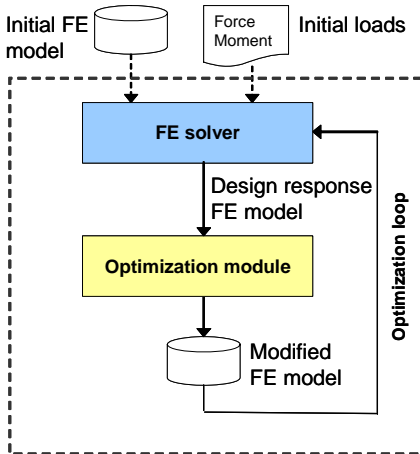 Initial FE
model
Force
Moment
Initial loads
FE solver
Design response
FE model
Optimization module
Modified
FE model
Optimization loop